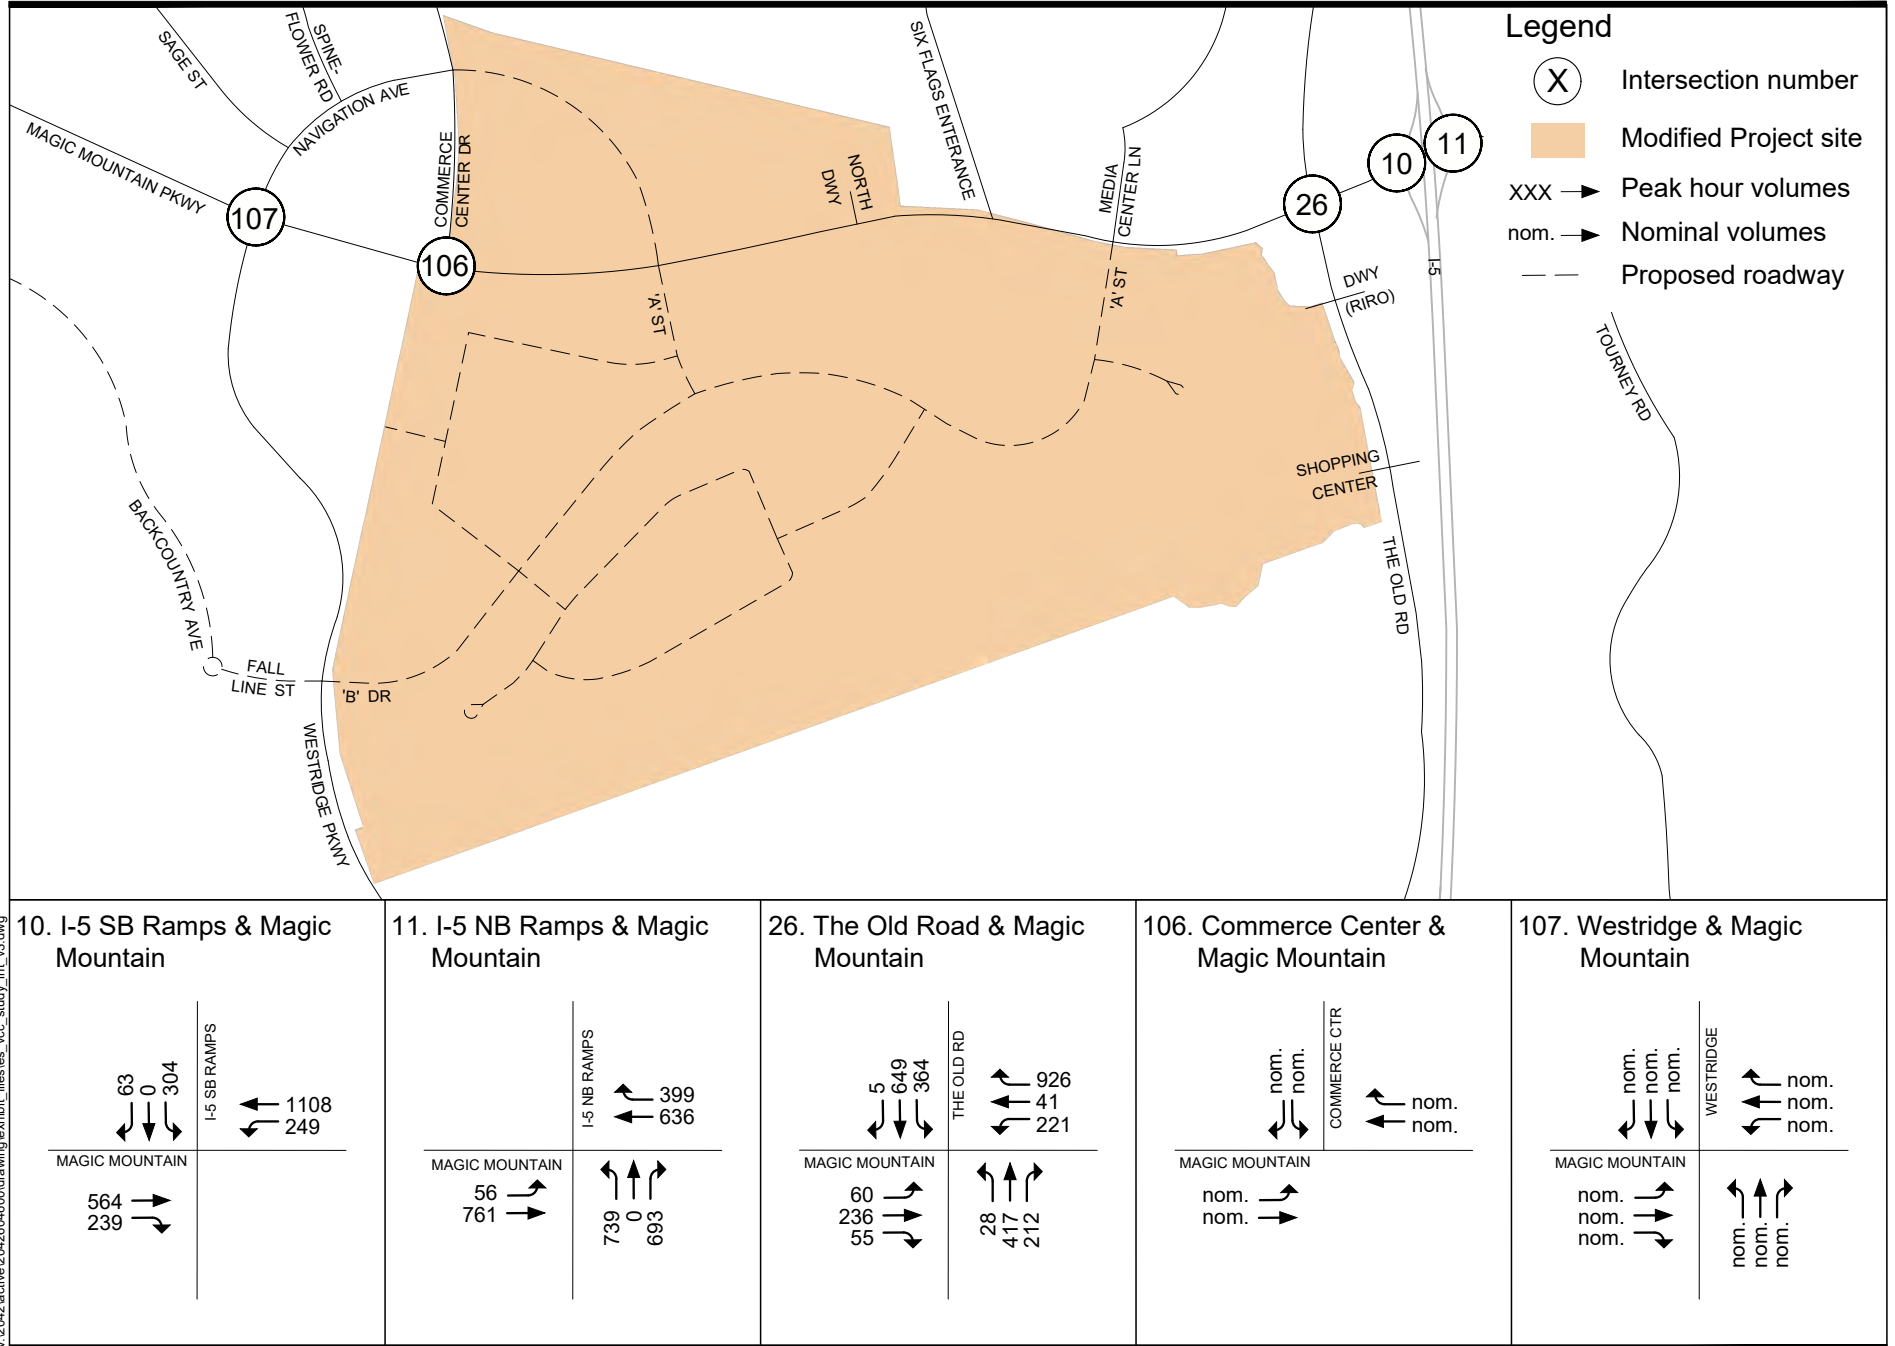 SAGE ST
SPINE-
FLOWER RD
NAVIGATION AVE
MAGIC MOUNTAIN PKWY
COMMERCE
CENTER DR
NORTH
DWY
SIX FLAGS ENTERANCE
MEDIA
CENTER LN
107
106
26
10
11
'A' ST
'A' ST
DWY
(RIRO)
I-5
TOURNEY RD
SHOPPING
CENTER
THE OLD RD
BACKCOUNTRY AVE
FALL
LINE ST
'B' DR
WESTRIDGE PKWY
Legend
X Intersection number
Modified Project site
XXX Peak hour volumes
nom. Nominal volumes
Proposed roadway
10. I-5 SB Ramps & Magic
Mountain
63
0
304
I-5 SB RAMPS
1108
249
MAGIC MOUNTAIN
564
239
11. I-5 NB Ramps & Magic
Mountain
I-5 NB RAMPS
399
636
MAGIC MOUNTAIN
56
761
739
0
693
26. The Old Road & Magic
Mountain
5
649
364
THE OLD RD
926
41
221
MAGIC MOUNTAIN
60
236
55
28
417
212
106. Commerce Center &
Magic Mountain
nom.
nom.
COMMERCE CTR
nom.
nom.
MAGIC MOUNTAIN
nom.
nom.
107. Westridge & Magic
Mountain
nom.
nom.
nom.
WESTRIDGE
nom.
nom.
nom.
MAGIC MOUNTAIN
nom.
nom.
nom.
nom.
nom.
nom.